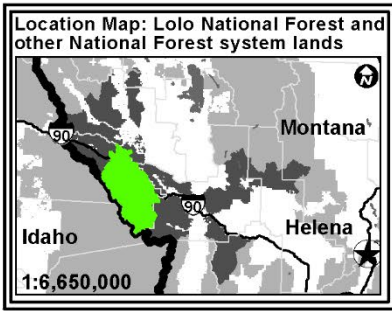 Location Map: Lolo National Forest and
other National Forest system lands
N
90
Montana
90
Idaho
Helena
1:6,650,000